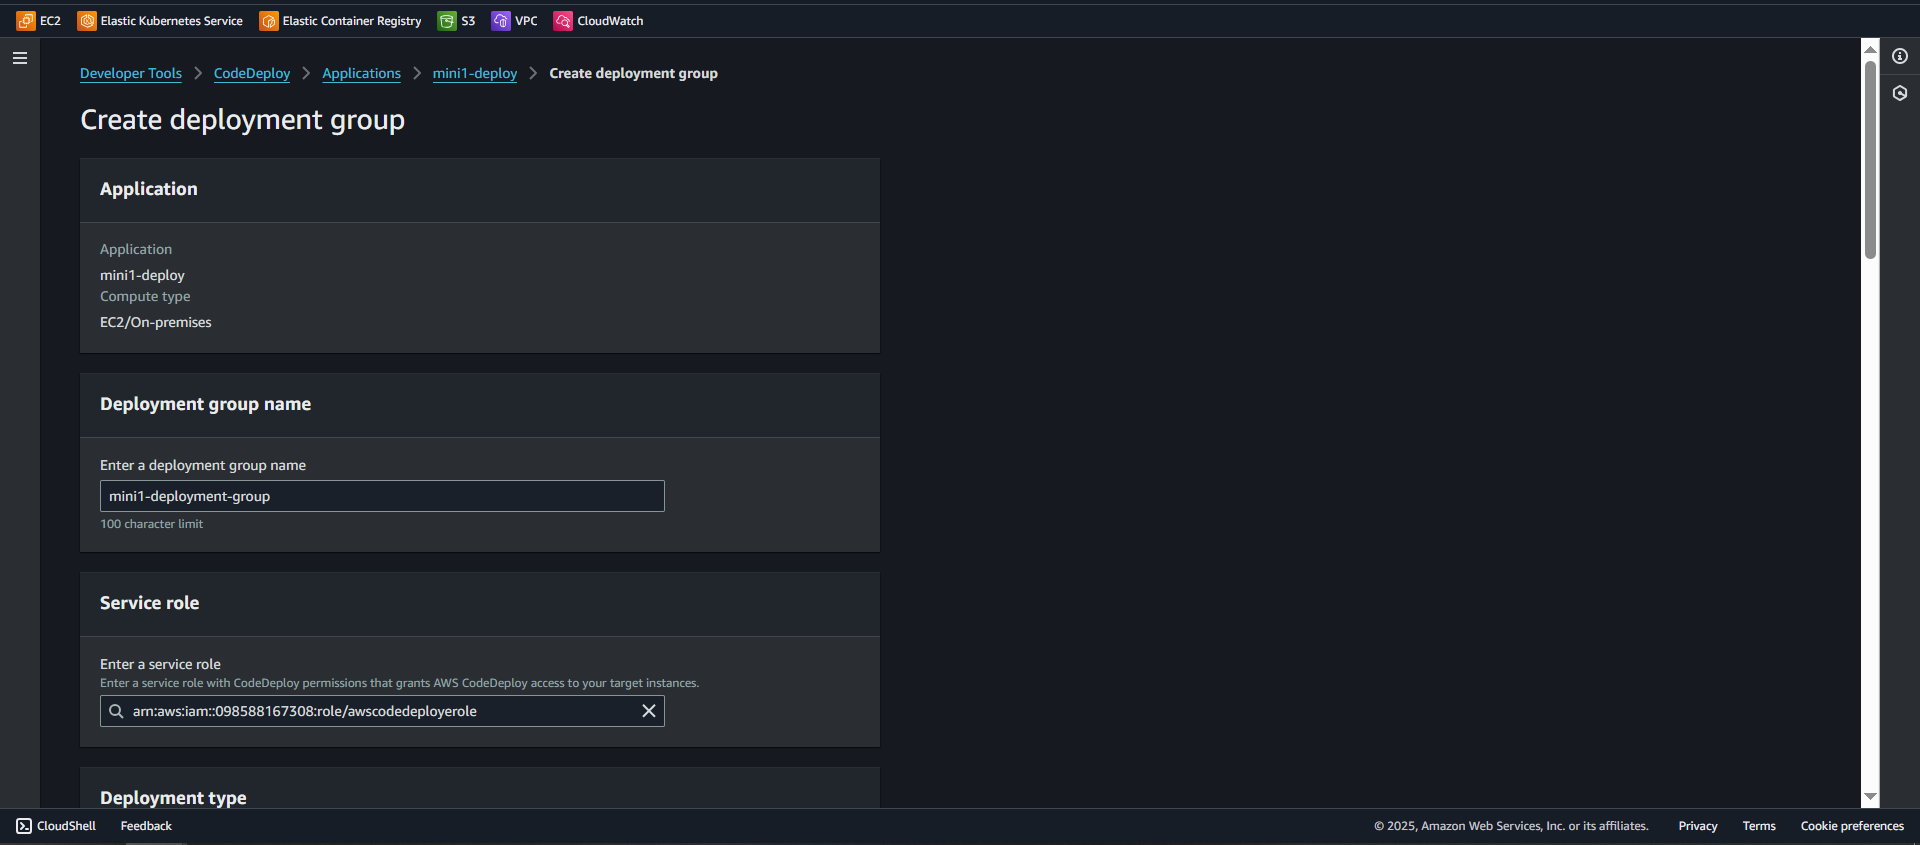 EC2 Elastic Kubernetes Service Elastic Container Registry S3 VPC CloudWatch
Developer Tools > CodeDeploy > Applications > mini1-deploy > Create deployment group
Create deployment group
Application
Application
mini1-deploy
Compute type
EC2/On-premises
Deployment group name
Enter a deployment group name
mini1-deployment-group
100 character limit
Service role
Enter a service role
Enter a service role with CodeDeploy permissions that grants AWS CodeDeploy access to your target instances.
arn:aws:iam::098588167308:role/awscodedeployerole
Deployment type
CloudShell Feedback © 2025, Amazon Web Services, Inc. or its affiliates. Privacy Terms Cookie preferences